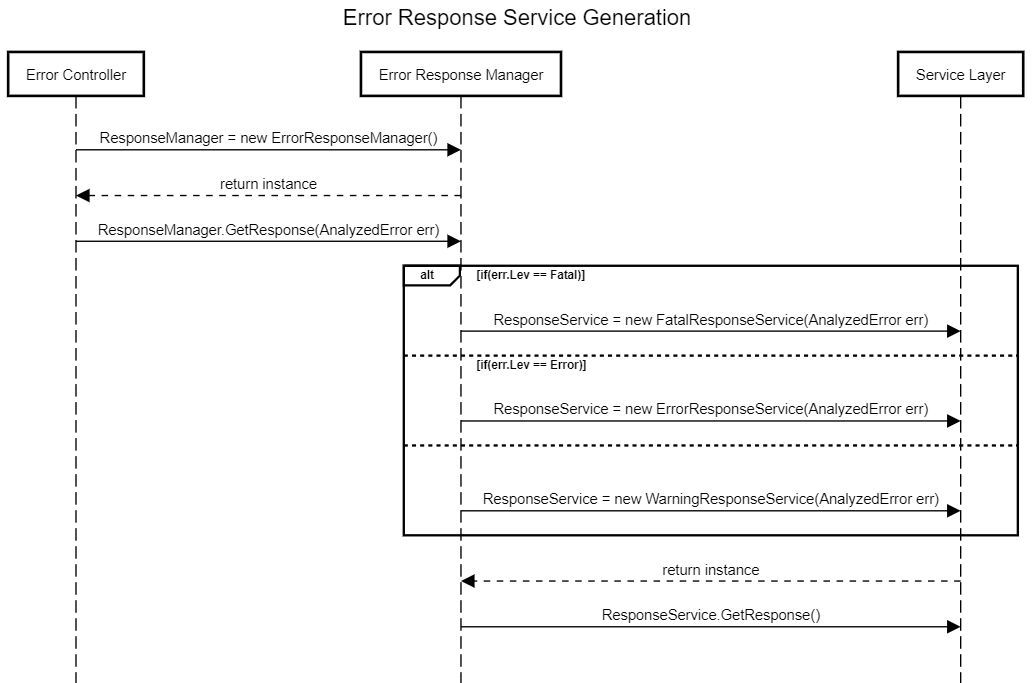 Error Response Service Generation
Error Controller
Error Response Manager
Service Layer
ResponseManager = new ErrorResponseManager()
return instance
ResponseManager.GetResponse(AnalyzedError err)
alt
[if(err.Lev == Fatal)]
ResponseService = new FatalResponseService(AnalyzedError err)
[if(err.Lev == Error)]
ResponseService = new ErrorResponseService(AnalyzedError err)
ResponseService = new WarningResponseService(AnalyzedError err)
return instance
ResponseService.GetResponse()